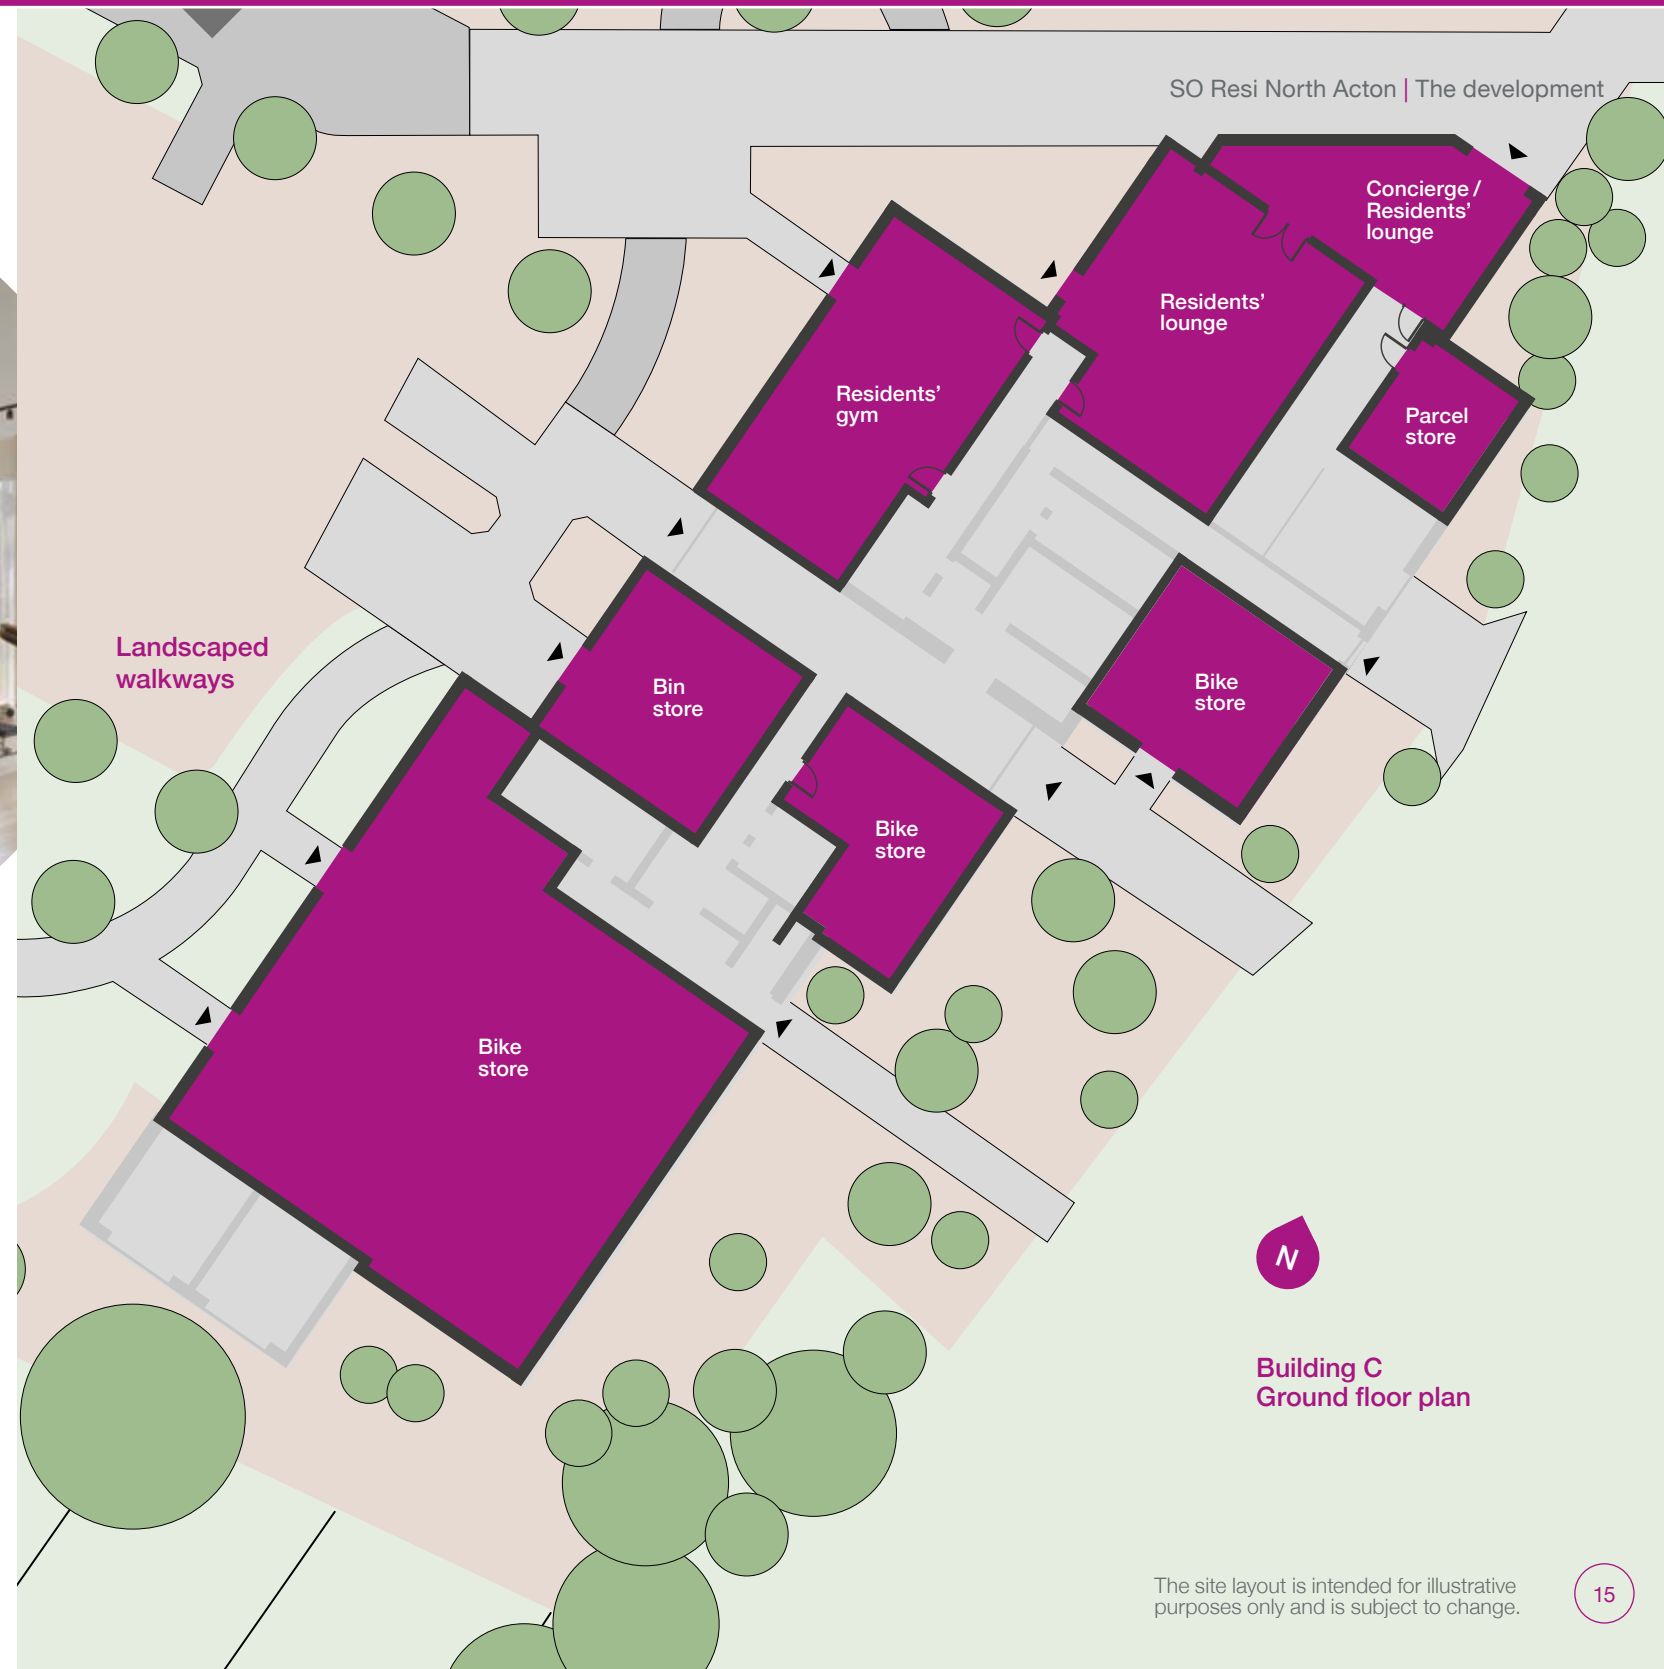 SO Resi North Acton | The development
Concierge /
Residents'
lounge
Residents'
lounge
Residents'
gym
Parcel
store
Landscaped
walkways
Bin
store
Bike
store
Bike
store
Bike
store
N
Building C
Ground floor plan
The site layout is intended for illustrative
purposes only and is subject to change.
15